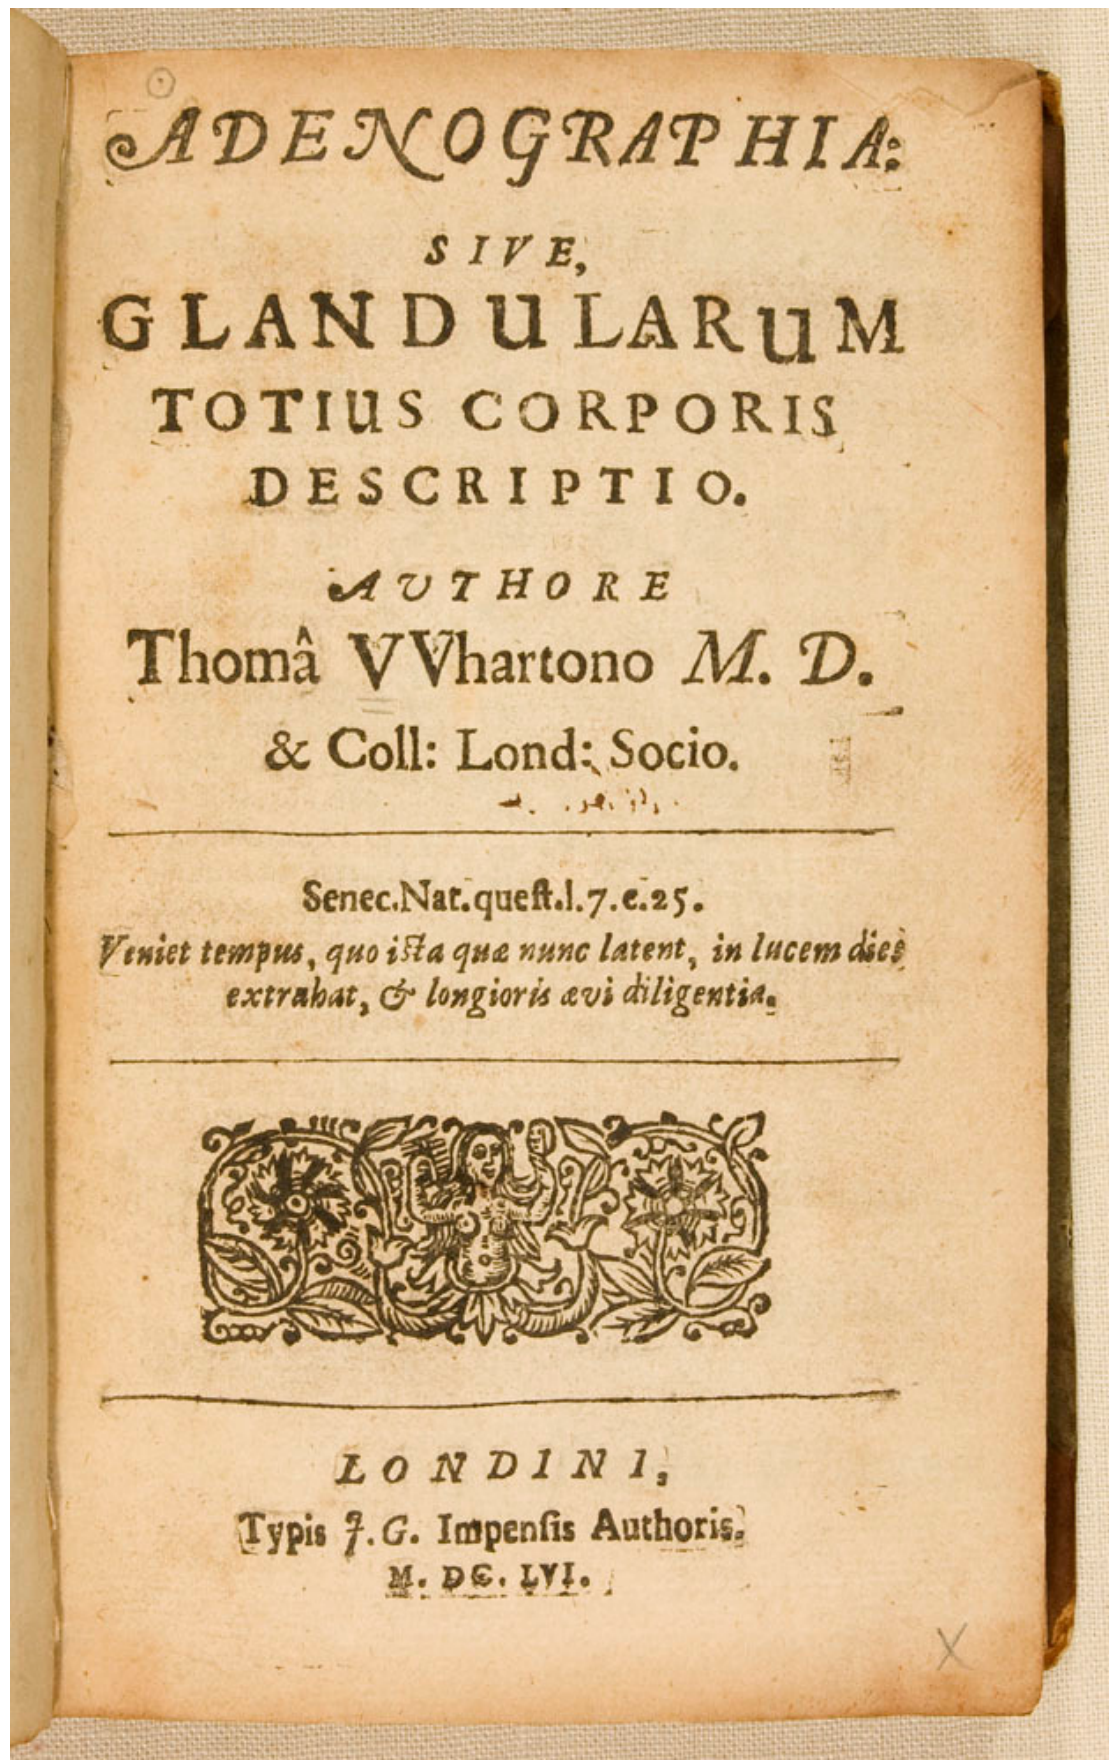 ADENOGRAPHIA:
SIVE,
GLANDULARUM
TOTIUS CORPORIS
DESCRIPTIO.
AUTHORE
Thomâ VVhartono M. D.
& Coll: Lond: Socio.
Senec.Nat.quest.l.7.c.25.
Veniet tempus, quo ista quæ nunc latent, in lucem dies
extrahat, & longioris ævi diligentia.
LONDINI,
Typis J.G. Impensis Authoris.
M. DC. LVI.
X